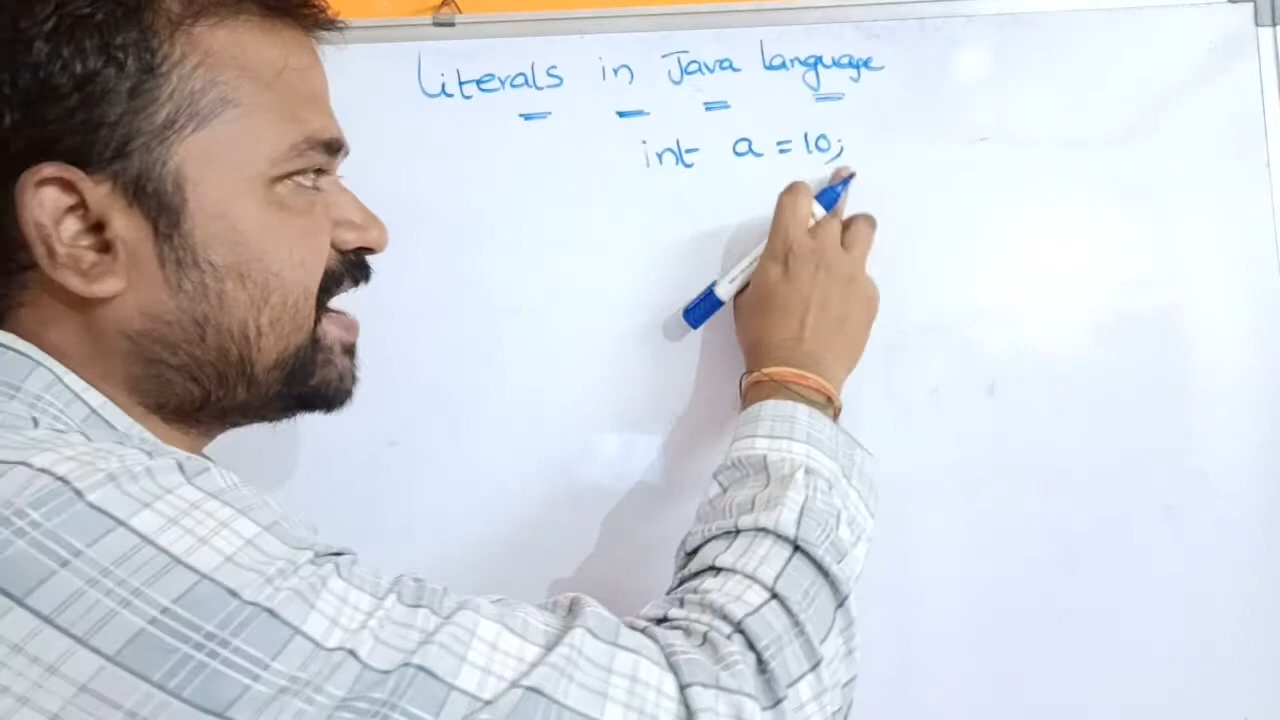 Literals in Java language
int a = 10;